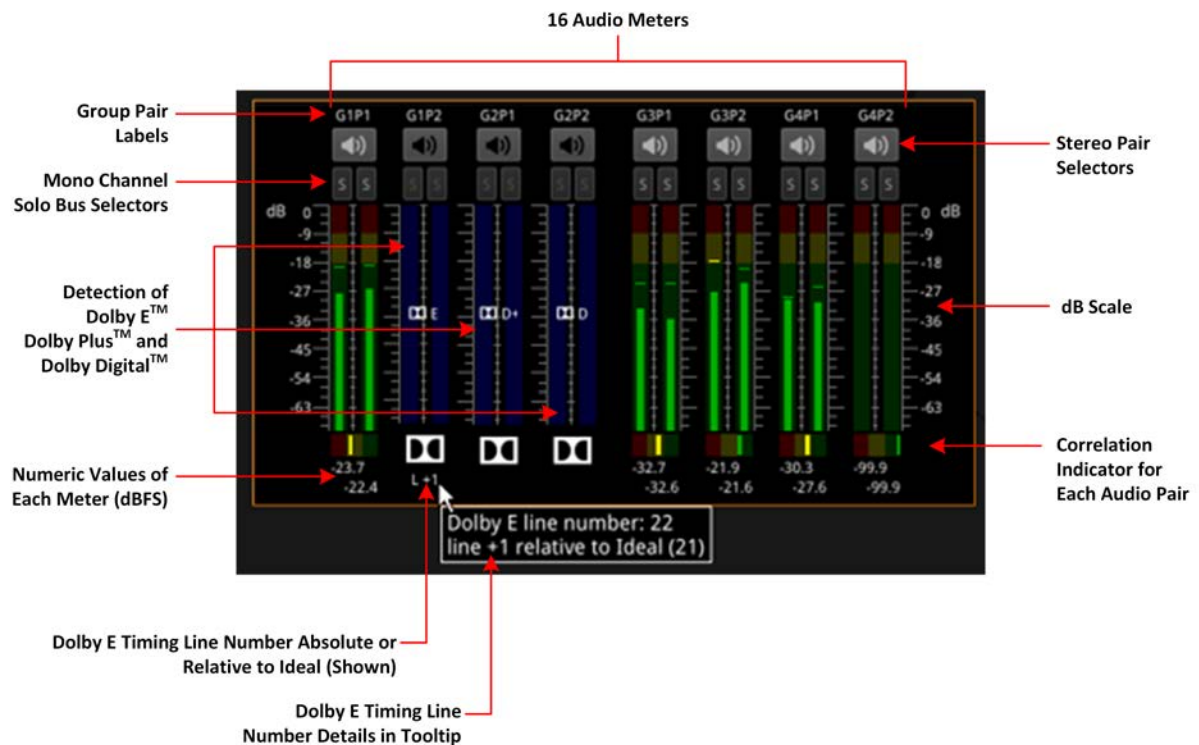 16 Audio Meters
Group Pair
Labels
G1P1 G1P2 G2P1 G2P2 G3P1 G3P2 G4P1 G4P2
Stereo Pair
Selectors
Mono Channel
Solo Bus Selectors
S S S S S S S S S S S S S S S S
dB 0 0 dB
-9 -9
-18 -18
-27 -27
-36 -36
-45 -45
-54 -54
-63 -63
Detection of
Dolby E™
Dolby Plus™ and
Dolby Digital™
E D+ D
dB Scale
Correlation
Indicator for
Each Audio Pair
Numeric Values of
Each Meter (dBFS)
-23.7 L +1 -32.7 -21.9 -30.3 -99.9
-22.4 -32.6 -21.6 -27.6 -99.9
Dolby E line number: 22
line +1 relative to Ideal (21)
Dolby E Timing Line Number Absolute or
Relative to Ideal (Shown)
Dolby E Timing Line
Number Details in Tooltip